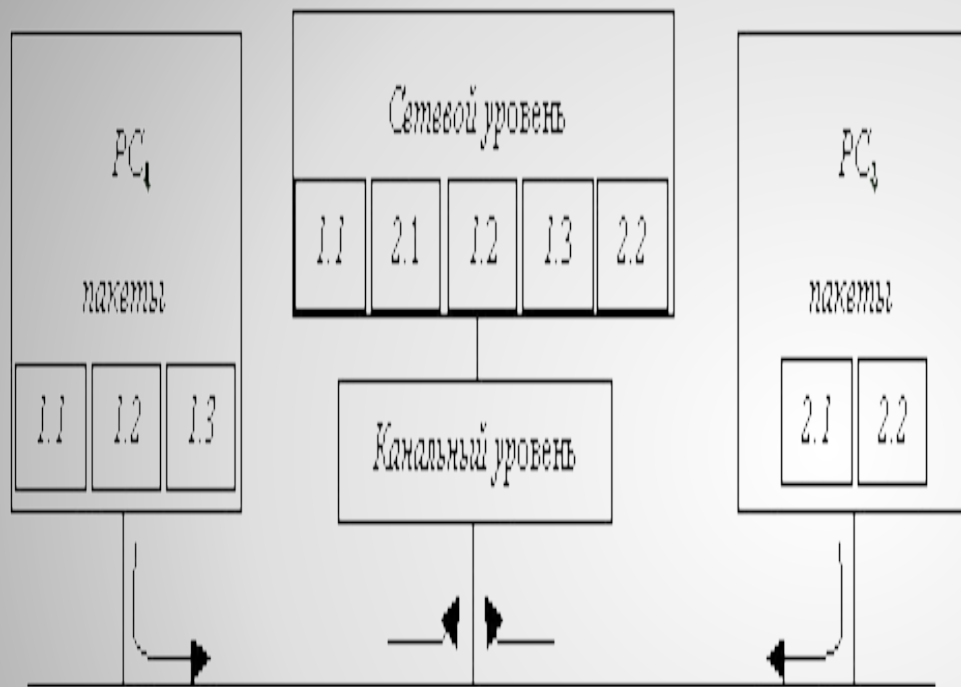 PC₁
пакеты
1.1 1.2 1.3
Сетевой уровень
1.1 2.1 1.2 1.3 2.2
Канальный уровень
PC
пакеты
2.1 2.2